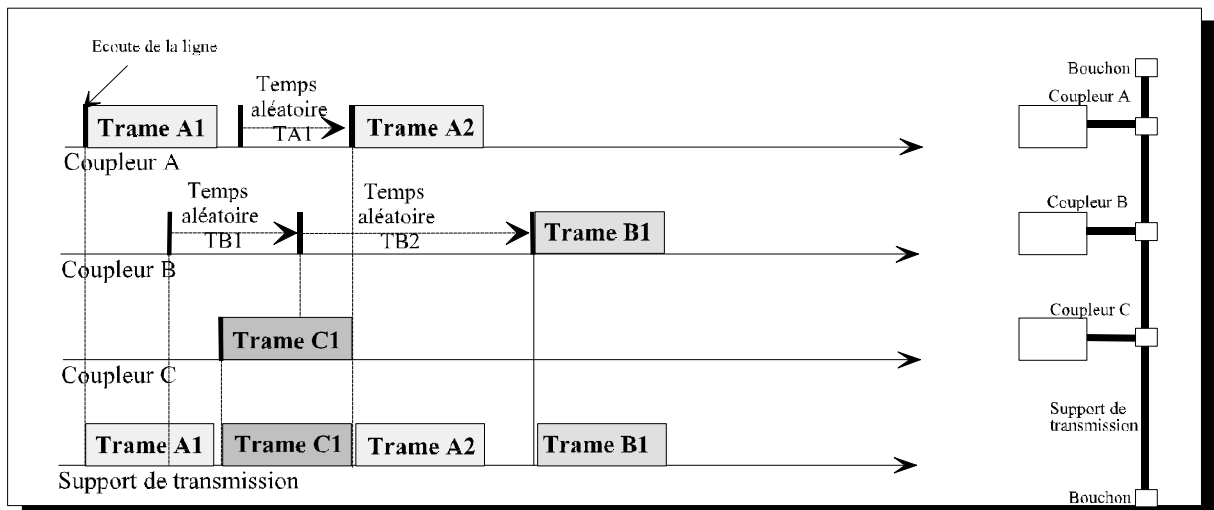 Ecoute de la ligne
Temps
aléatoire
TA1
Trame A1
Trame A2
Coupleur A
Temps
aléatoire
TB1
Temps
aléatoire
TB2
Trame B1
Coupleur B
Trame C1
Coupleur C
Trame A1
Trame C1
Trame A2
Trame B1
Support de transmission
Bouchon
Coupleur A
Coupleur B
Coupleur C
Support de
transmission
Bouchon